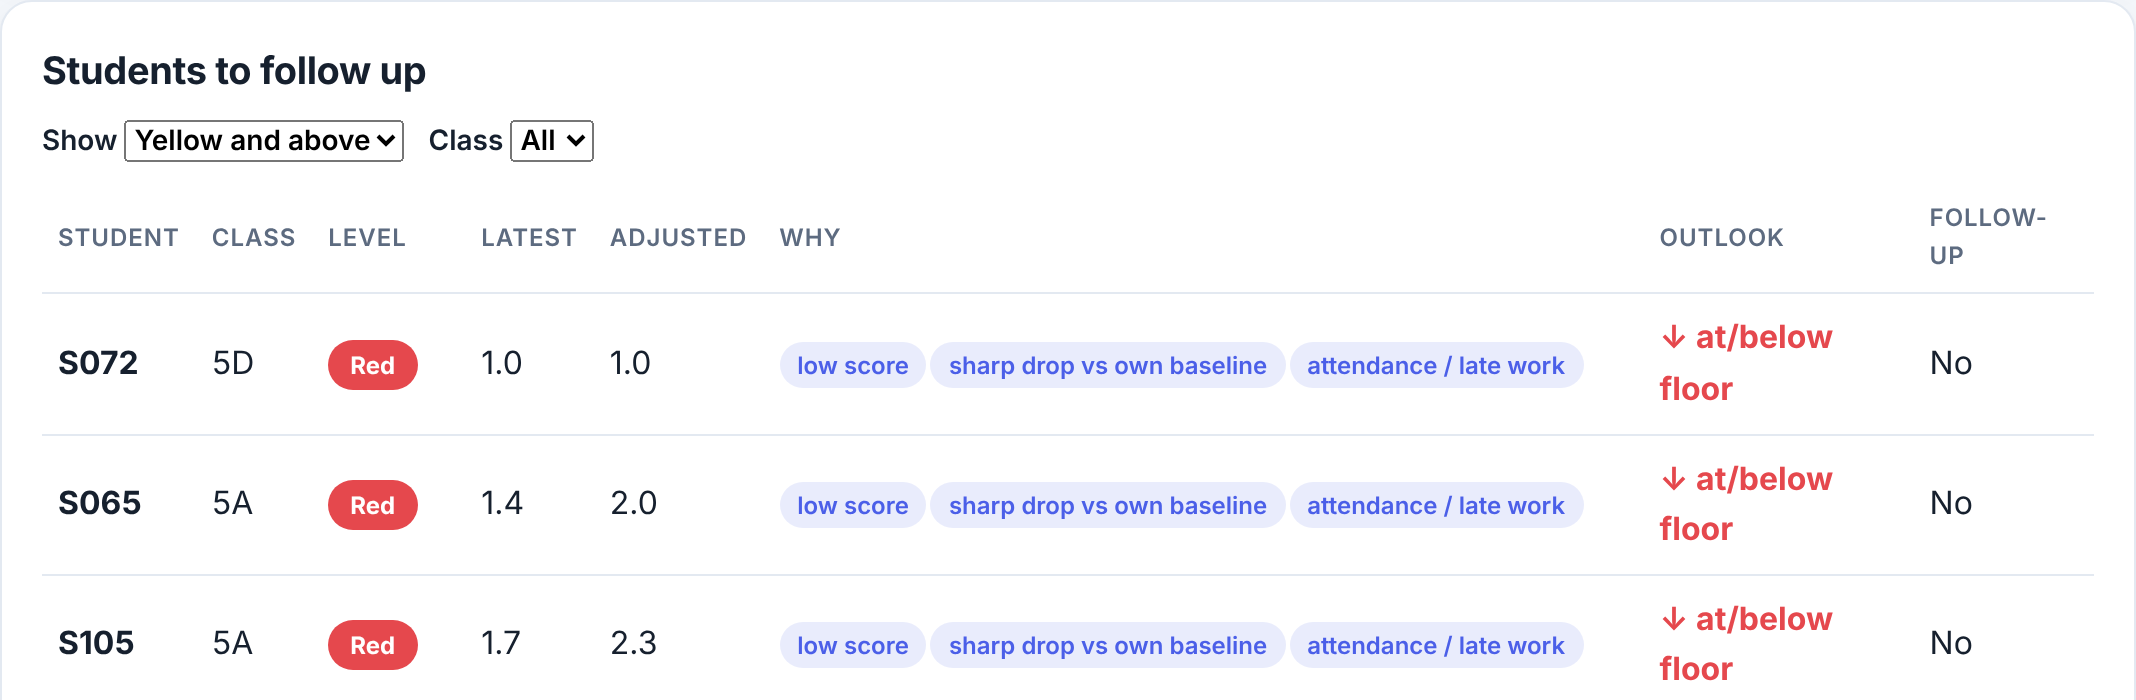 Students to follow up
Show Yellow and above Class All
STUDENT CLASS LEVEL LATEST ADJUSTED WHY OUTLOOK FOLLOW-
UP
S072 5D Red 1.0 1.0 low score sharp drop vs own baseline attendance / late work ↓ at/below
floor No
S065 5A Red 1.4 2.0 low score sharp drop vs own baseline attendance / late work ↓ at/below
floor No
S105 5A Red 1.7 2.3 low score sharp drop vs own baseline attendance / late work ↓ at/below
floor No